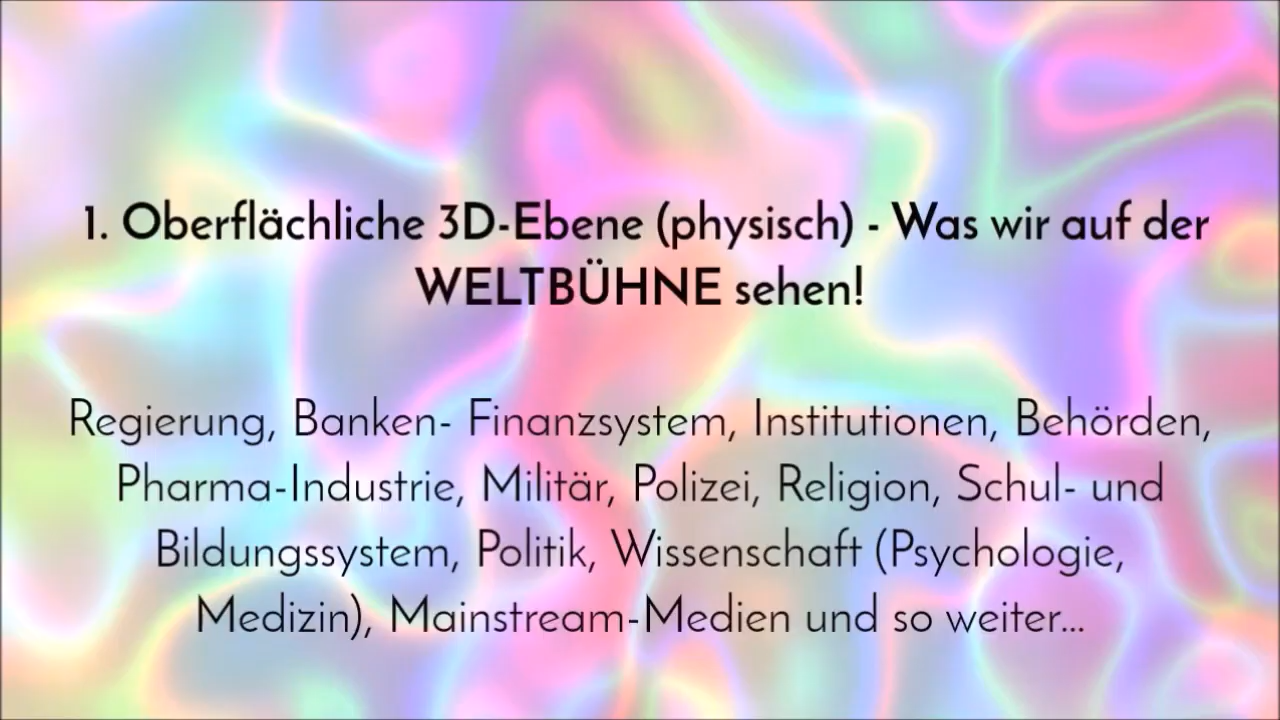 1. Oberflächliche 3D-Ebene (physisch) - Was wir auf der
WELTBÜHNE sehen!
Regierung, Banken- Finanzsystem, Institutionen, Behörden,
Pharma-Industrie, Militär, Polizei, Religion, Schul- und
Bildungssystem, Politik, Wissenschaft (Psychologie,
Medizin), Mainstream-Medien und so weiter...